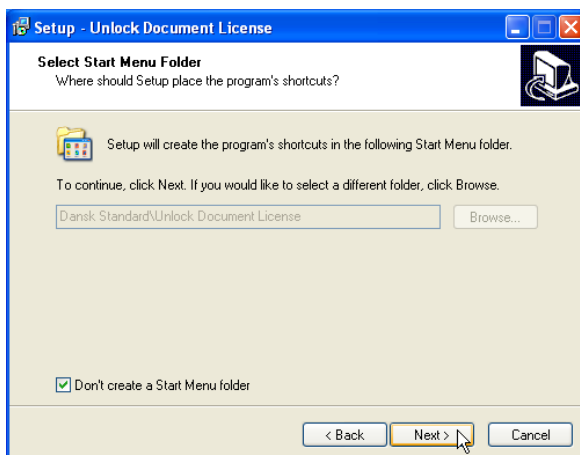 Setup - Unlock Document License
Select Start Menu Folder
Where should Setup place the program's shortcuts?
Setup will create the program's shortcuts in the following Start Menu folder.
To continue, click Next. If you would like to select a different folder, click Browse.
Dansk Standard\Unlock Document License
Browse...
Don't create a Start Menu folder
< Back
Next >
Cancel